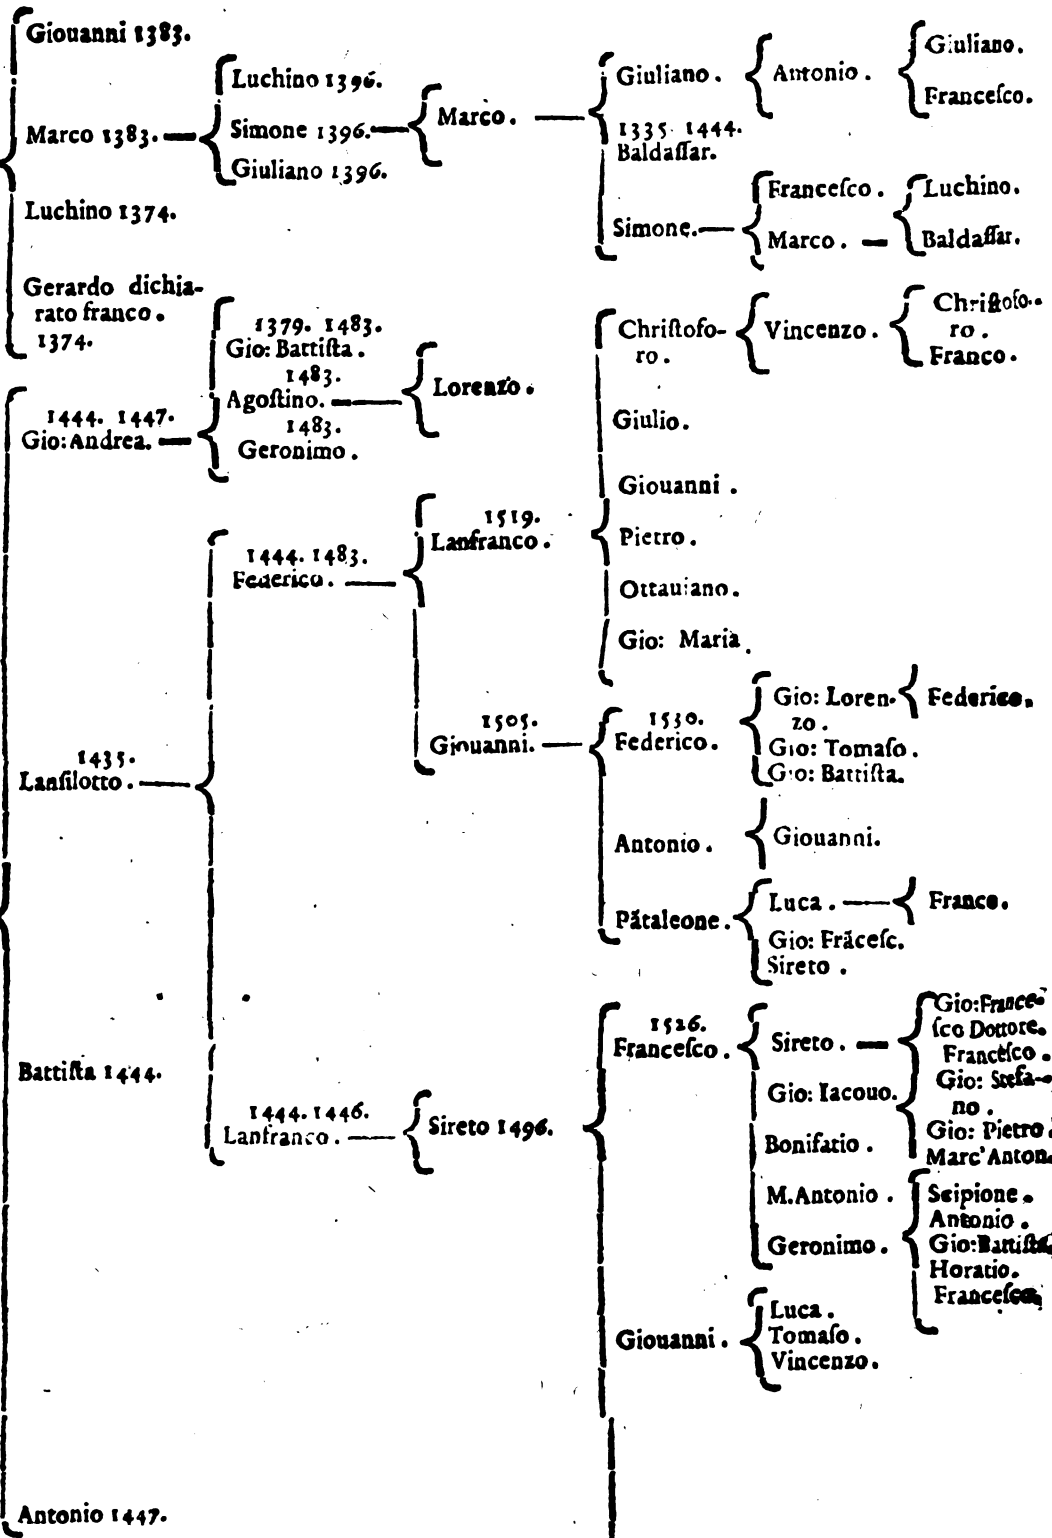 Giouanni 1383.
Marco 1383.
Luchino 1374.
Gerardo dichia-
rato franco.
1374.
Luchino 1396.
Simone 1396.
Giuliano 1396.
Marco.
Giuliano.
1335. 1444.
Baldaſſar.
Simone.
Antonio.
Giuliano.
Franceſco.
Franceſco.
Marco.
Luchino.
Baldaſſar.
1444. 1447.
Gio: Andrea.
1379. 1483.
Gio: Battiſta.
1483.
Agoſtino.
1483.
Geronimo.
Lorenzo.
1435.
Lanſilotto.
1444. 1483.
Federico.
1519.
Lanfranco.
Chriſtofo-
ro.
Giulio.
Giouanni.
Pietro.
Ottauiano.
Gio: Maria.
Vincenzo.
Chriſtofo-
ro.
Franco.
1505.
Giouanni.
1530.
Federico.
Antonio.
Pātaleone.
Gio: Loren-
zo.
Gio: Tomaſo.
Gio: Battiſta.
Federico.
Giouanni.
Luca.
Gio: Frāceſc.
Sireto.
Franco.
Battiſta 1444.
1444. 1446.
Lanfranco.
Sireto 1496.
1526.
Franceſco.
Giouanni.
Sireto.
Gio: Iacouo.
Bonifatio.
M. Antonio.
Geronimo.
Gio: France-
ſco Dottore.
Franceſco.
Gio: Stefa-
no.
Gio: Pietro.
Marc'Anton.
Scipione.
Antonio.
Gio: Battiſta
Horatio.
Franceſco.
Luca.
Tomaſo.
Vincenzo.
Antonio 1447.